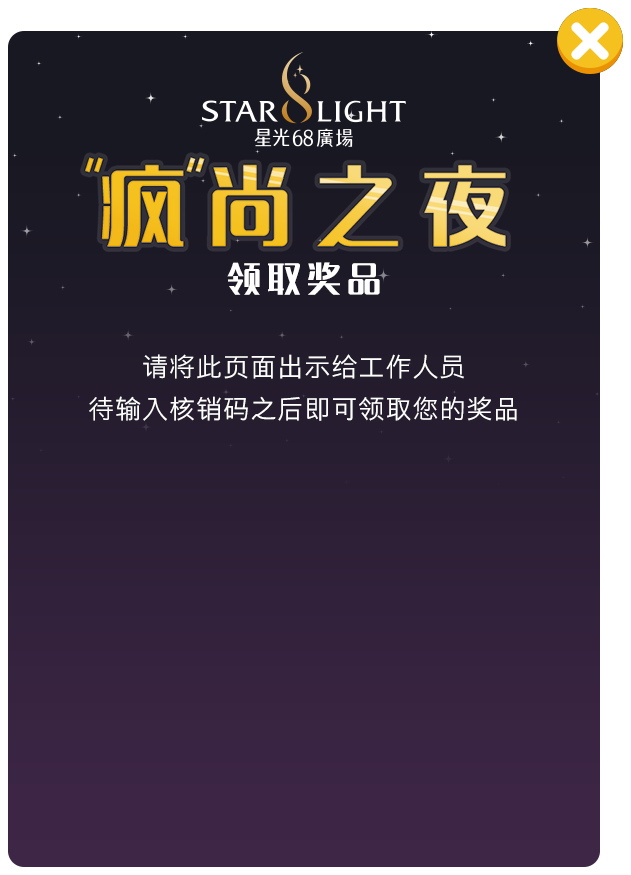 STAR LIGHT
星光68廣場
“疯”尚之夜
领取奖品
请将此页面出示给工作人员
待输入核销码之后即可领取您的奖品